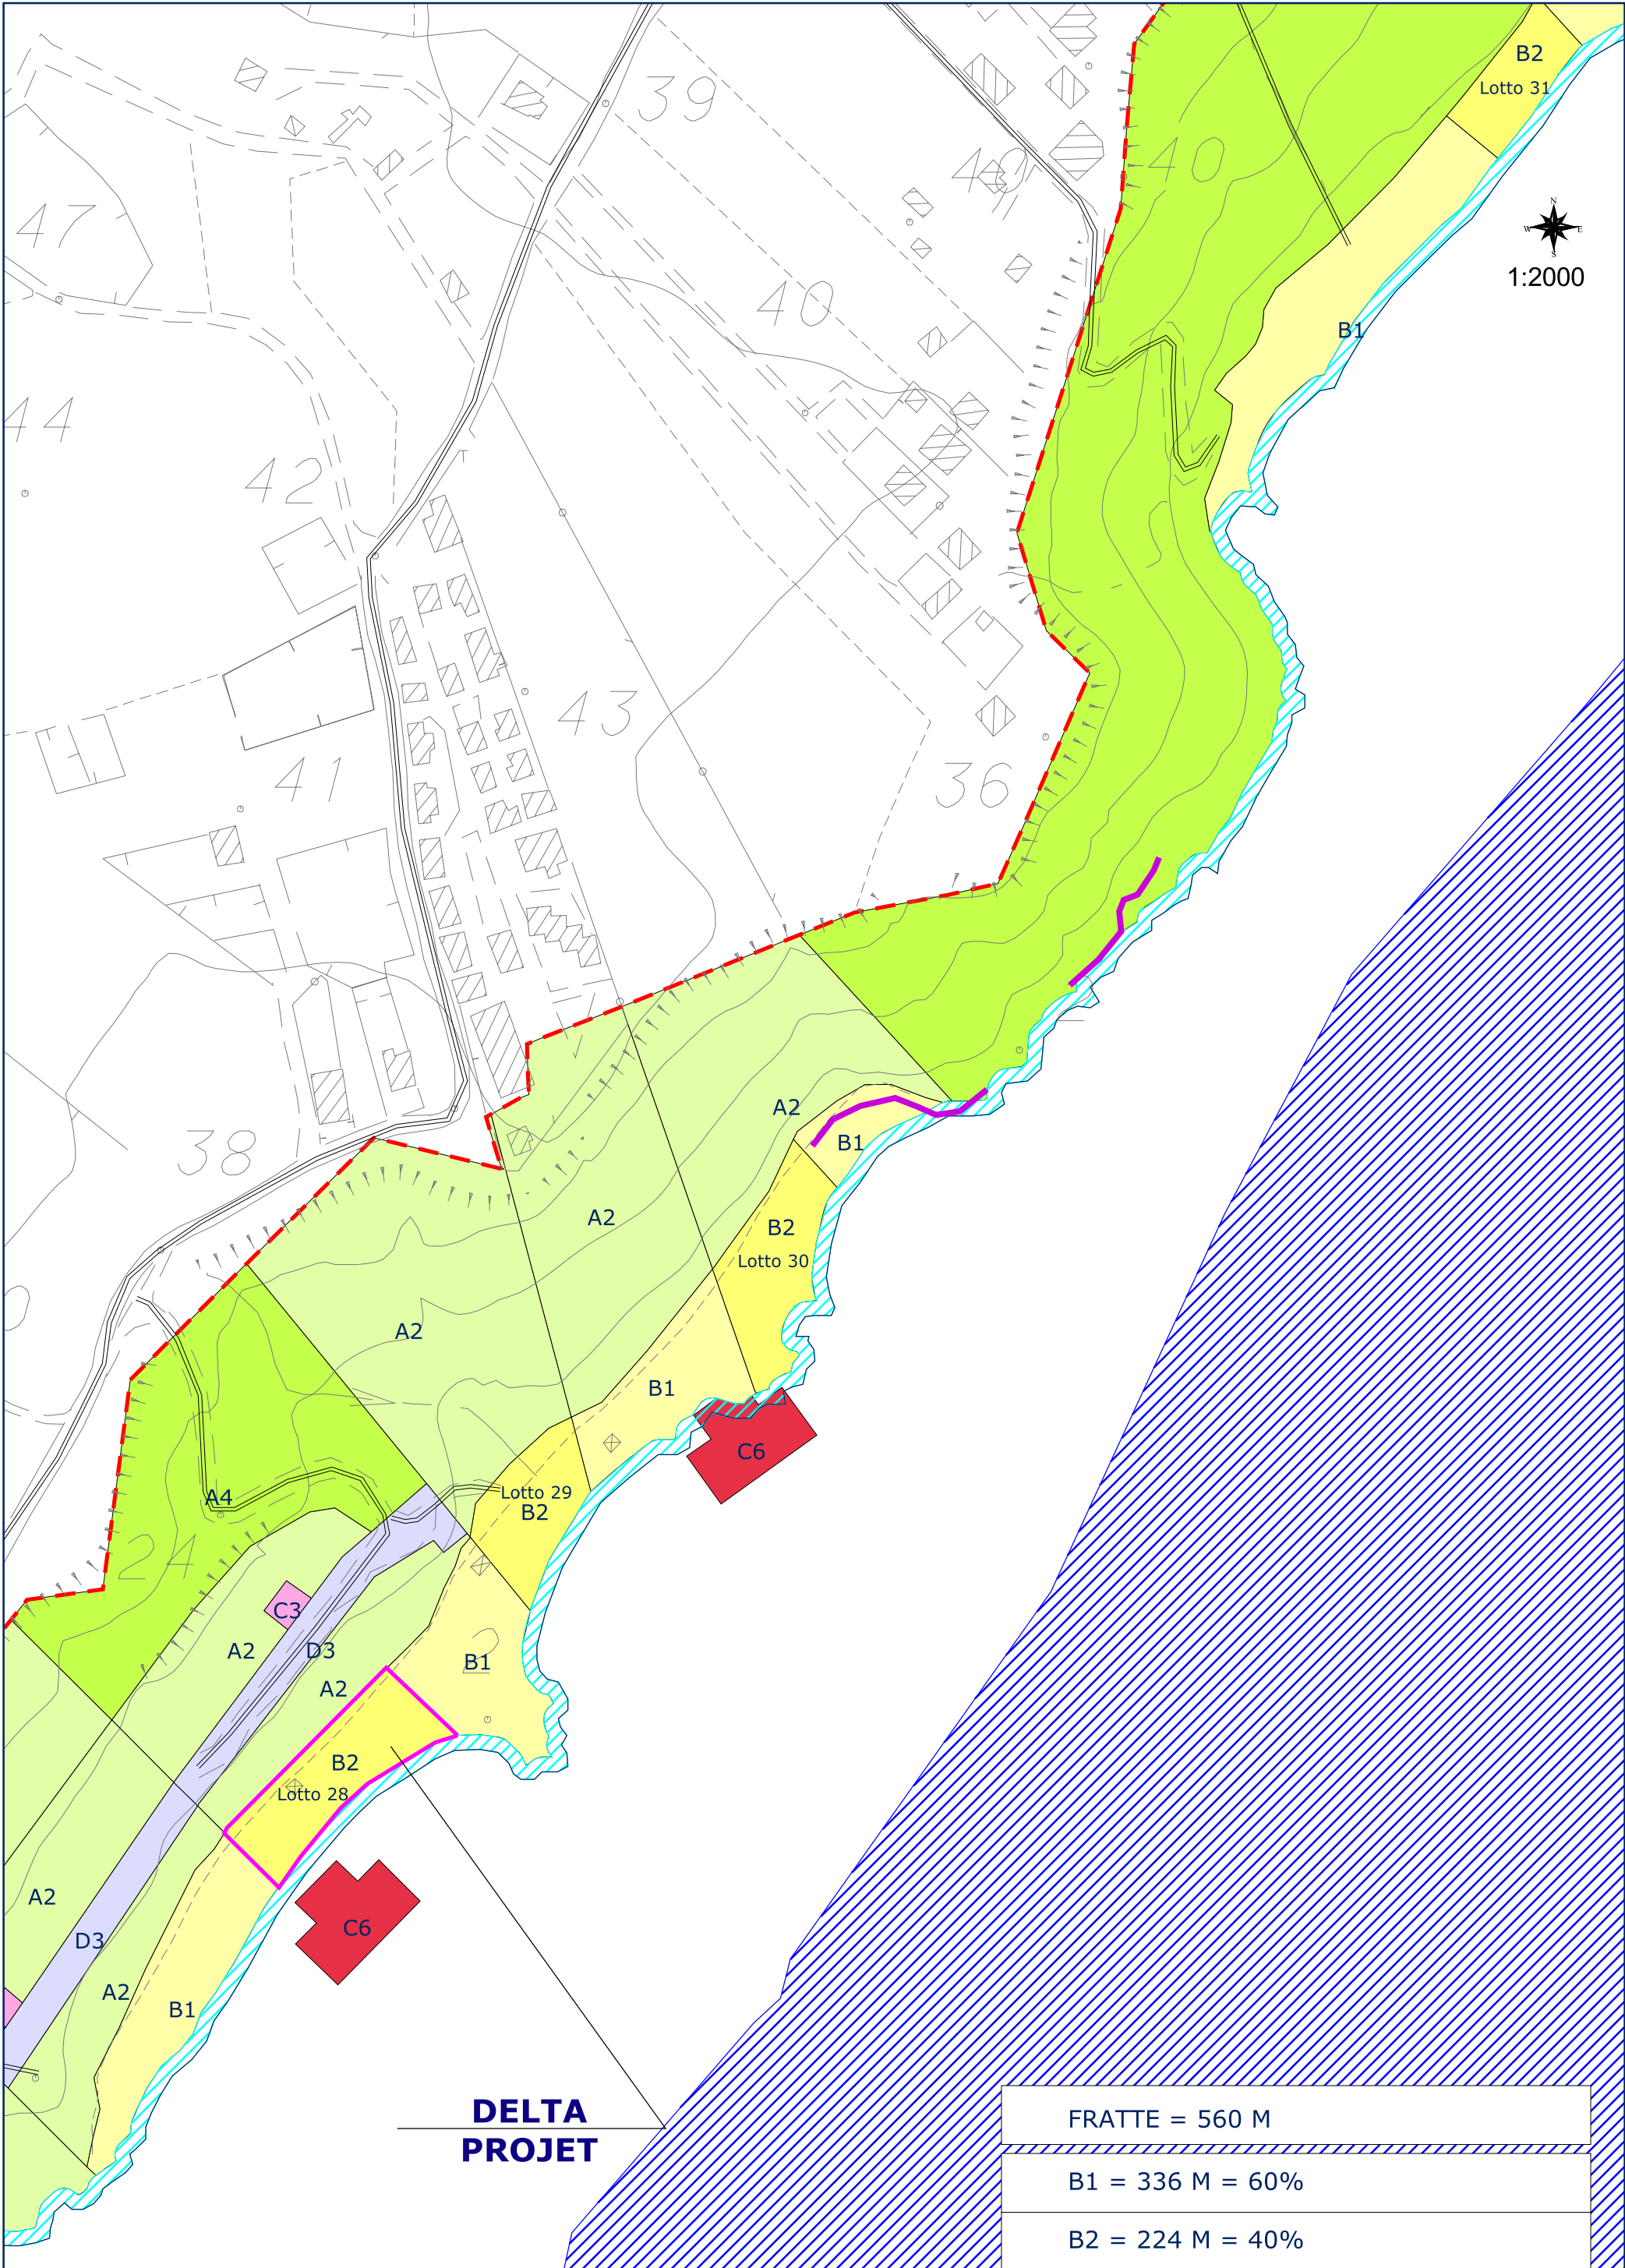 B2
Lotto 31
39
40
40
47
N
W E
S
1:2000
40
B1
44
42
43
41
36
A2
B1
38
A2
B2
Lotto 30
A2
B1
C6
Lotto 29
B2
A4
24
C3
A2
D3
B1
A2
B2
Lotto 28
A2
C6
D3
A2
B1
DELTA
PROJET
FRATTE = 560 M
B1 = 336 M = 60%
B2 = 224 M = 40%